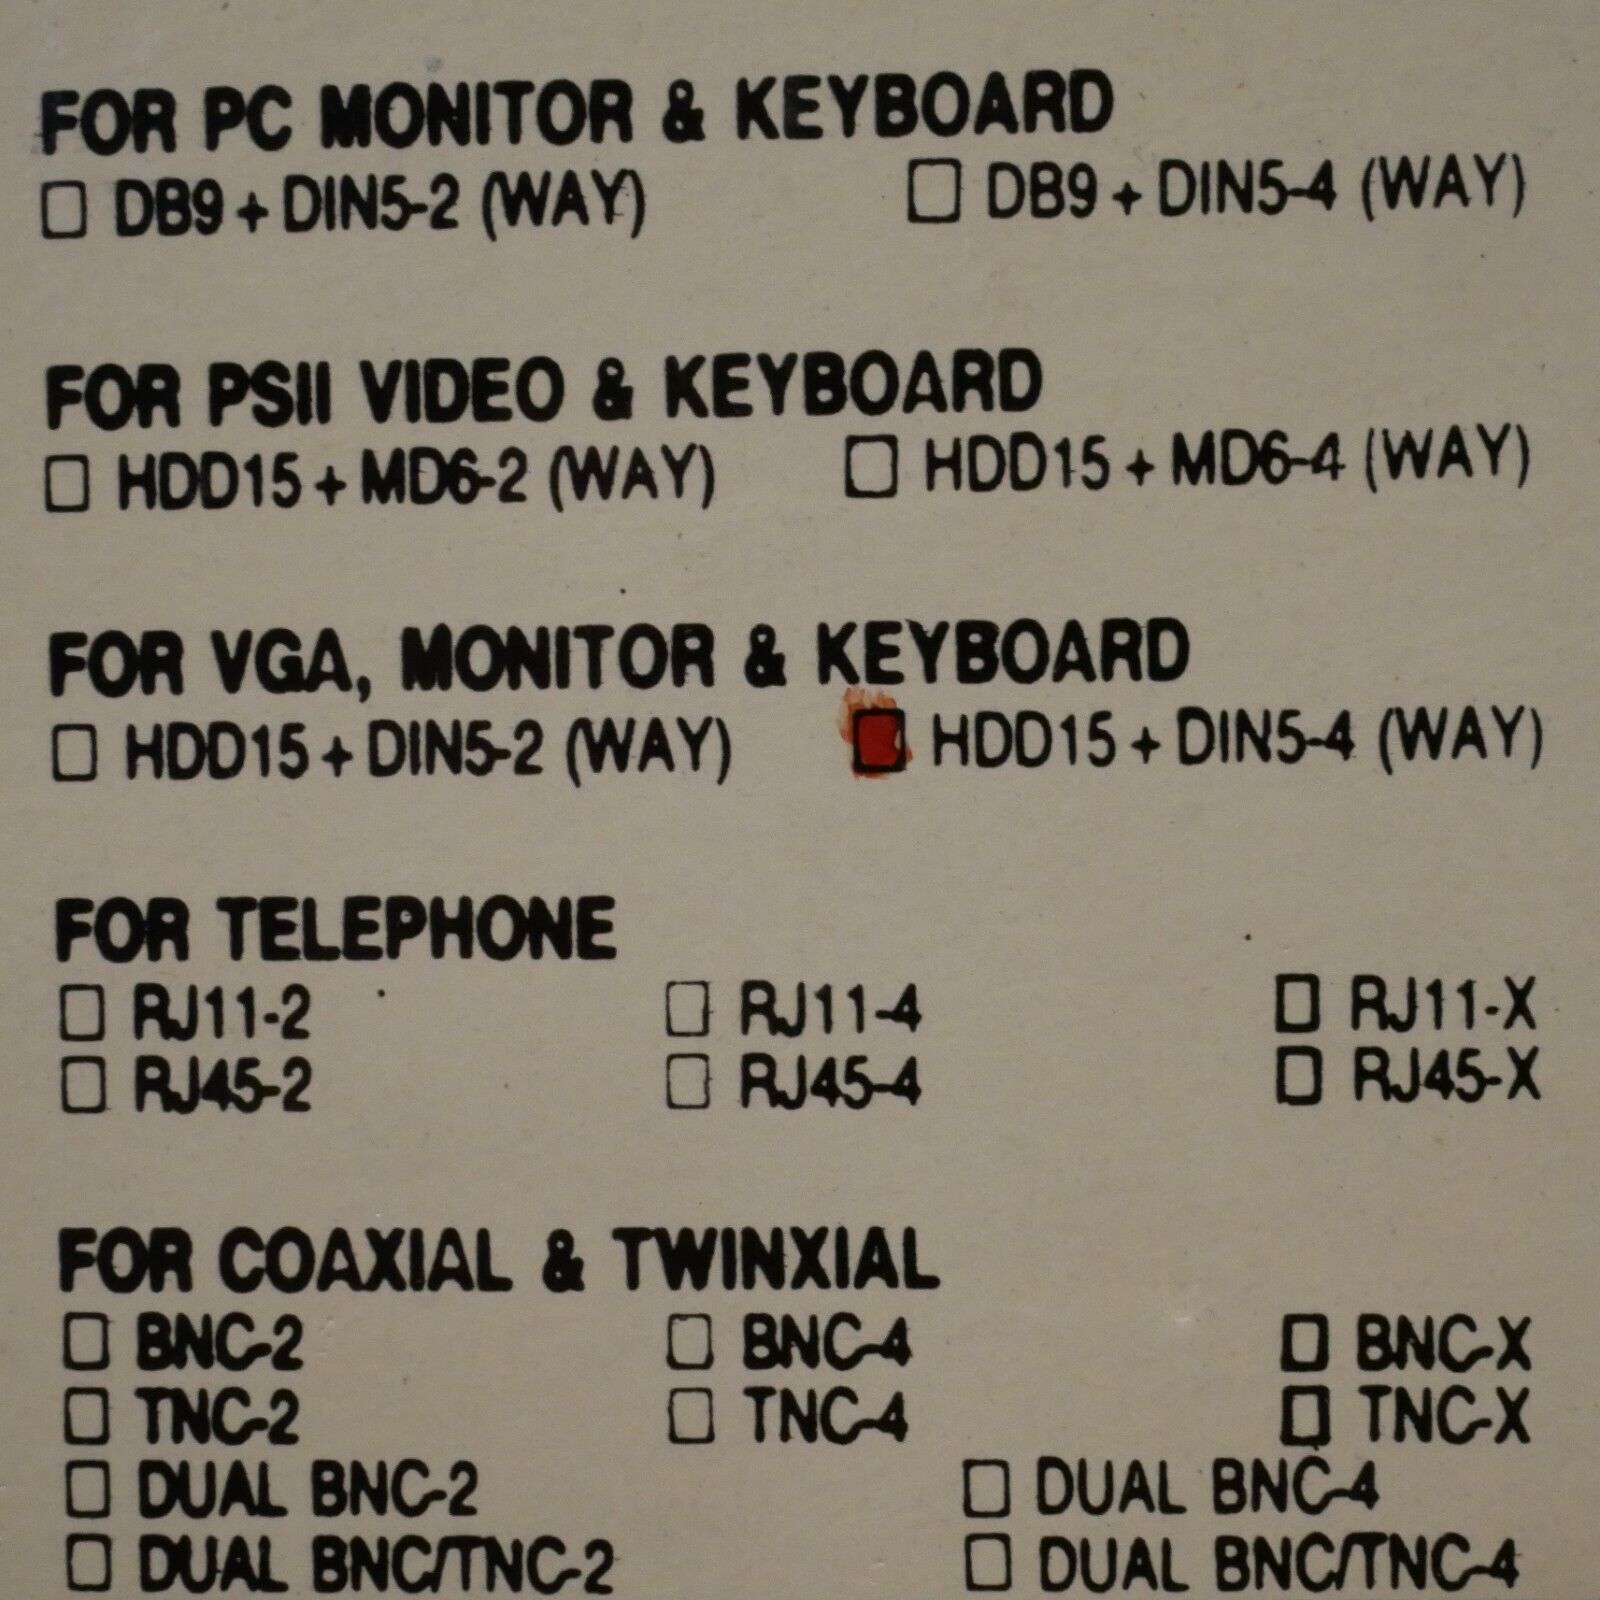 FOR PC MONITOR & KEYBOARD
DB9 + DIN5-2 (WAY) DB9 + DIN5-4 (WAY)
FOR PSII VIDEO & KEYBOARD
HDD15 + MD6-2 (WAY) HDD15 + MD6-4 (WAY)
FOR VGA, MONITOR & KEYBOARD
HDD15 + DIN5-2 (WAY) HDD15 + DIN5-4 (WAY)
FOR TELEPHONE
RJ11-2 RJ11-4 RJ11-X
RJ45-2 RJ45-4 RJ45-X
FOR COAXIAL & TWINXIAL
BNC-2 BNC-4 BNC-X
TNC-2 TNC-4 TNC-X
DUAL BNC-2 DUAL BNC-4
DUAL BNC/TNC-2 DUAL BNC/TNC-4